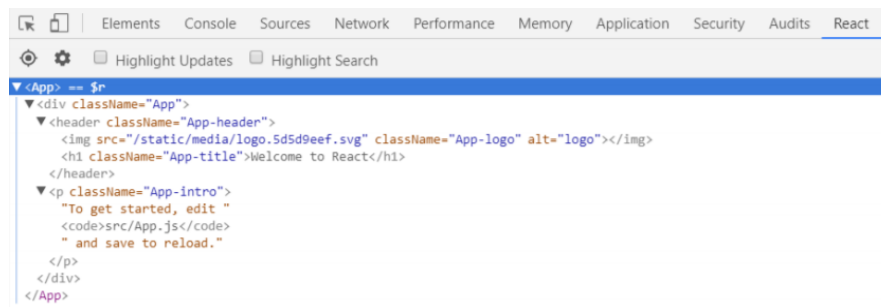 Elements Console Sources Network Performance Memory Application Security Audits React
Highlight Updates Highlight Search
<App> == $r
<div className="App">
<header className="App-header">
<img src="/static/media/logo.5d5d9eef.svg" className="App-logo" alt="logo"></img>
<h1 className="App-title">Welcome to React</h1>
</header>
<p className="App-intro">
"To get started, edit "
<code>src/App.js</code>
" and save to reload."
</p>
</div>
</App>